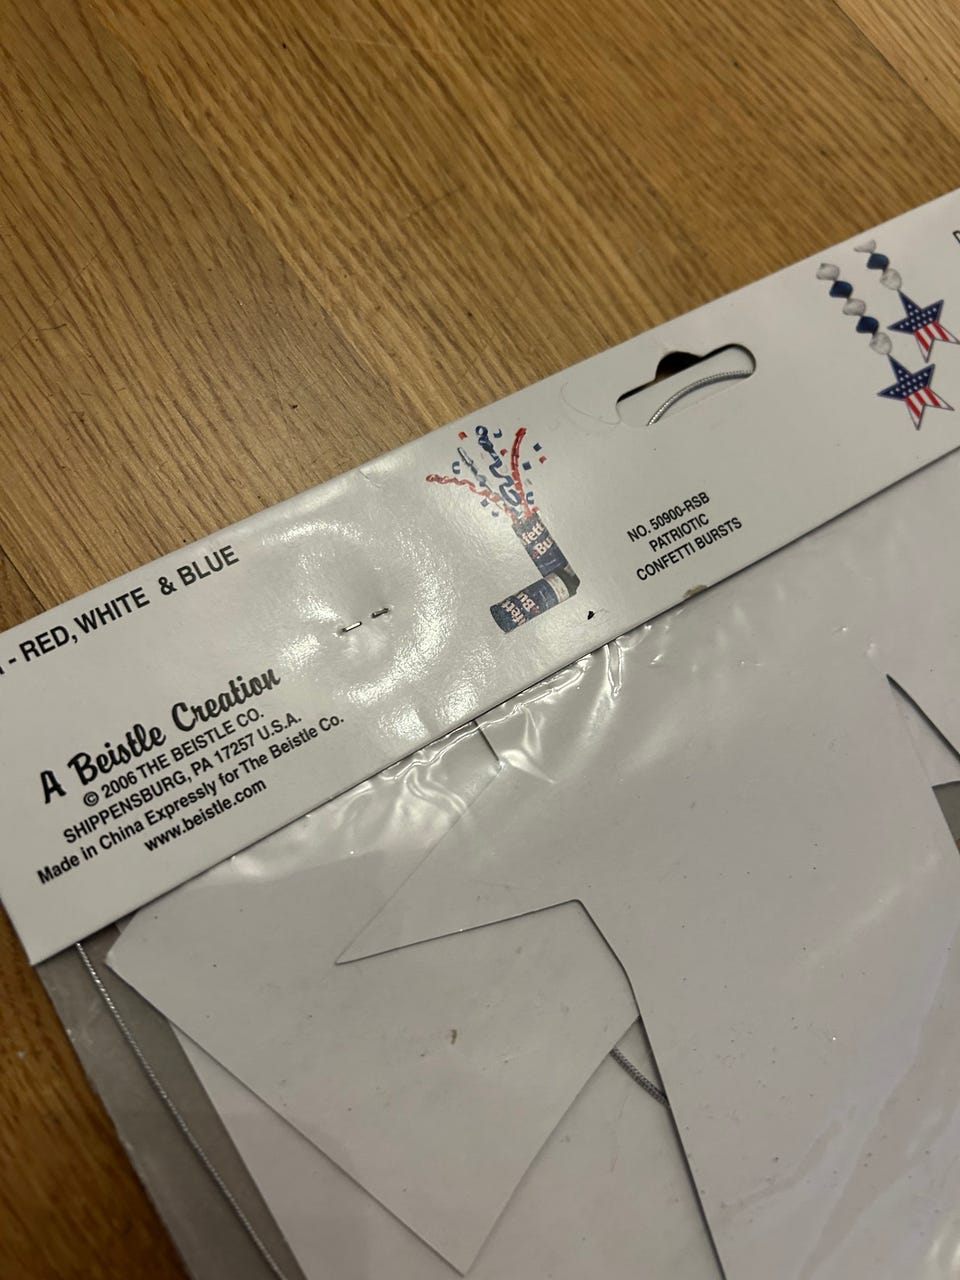 - RED, WHITE & BLUE
A Beistle Creation
© 2006 THE BEISTLE CO.
SHIPPENSBURG, PA 17257 U.S.A.
Made in China Expressly for The Beistle Co.
www.beistle.com
NO. 50900-RSB
PATRIOTIC
CONFETTI BURSTS